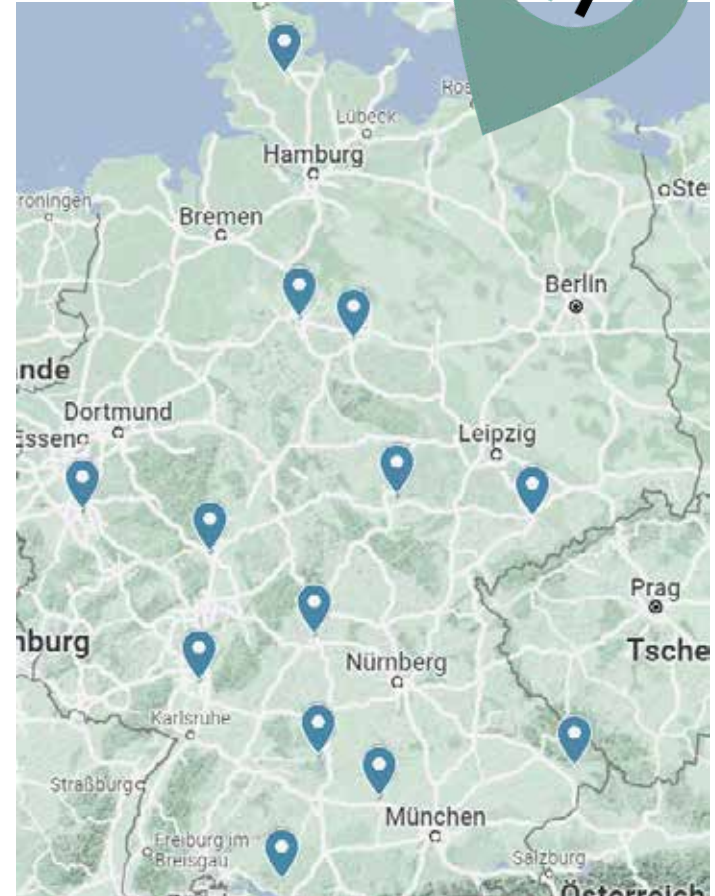 Ros
Lübeck
Hamburg
roningen
oSte
Bremen
Berlin
nde
Dortmund
Essen
Leipzig
Prag
nburg
Tsche
Nürnberg
Karlsruhe
Straßburg
München
Freiburg im
Breisgau
Salzburg
Österreich